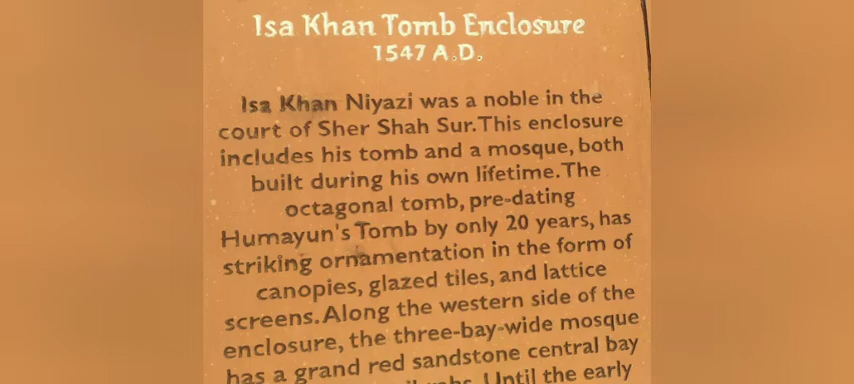 Isa Khan Tomb Enclosure
1547 A.D.
Isa Khan Niyazi was a noble in the
court of Sher Shah Sur.This enclosure
includes his tomb and a mosque, both
built during his own lifetime.The
octagonal tomb, pre-dating
Humayun's Tomb by only 20 years, has
striking ornamentation in the form of
canopies, glazed tiles, and lattice
screens.Along the western side of the
enclosure, the three-bay-wide mosque
has a grand red sandstone central bay
Until the early